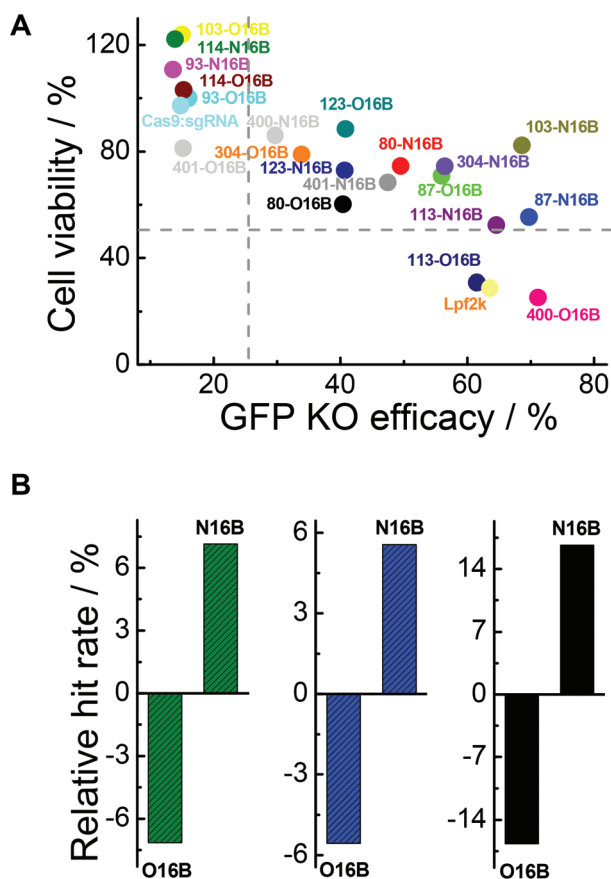 A
Cell viability / %
120
80
40
0
103-O16B
114-N16B
93-N16B
114-O16B
93-O16B
Cas9:sgRNA
400-N16B
401-O16B
304-O16B
123-O16B
123-N16B
80-N16B
103-N16B
304-N16B
401-N16B
87-O16B
80-O16B
87-N16B
113-N16B
113-O16B
Lpf2k
400-O16B
20 40 60 80
GFP KO efficacy / %
B
Relative hit rate / %
N16B
6
3
0
-3
-6
O16B
N16B
6
3
0
-3
-6
O16B
N16B
14
7
0
-7
-14
O16B